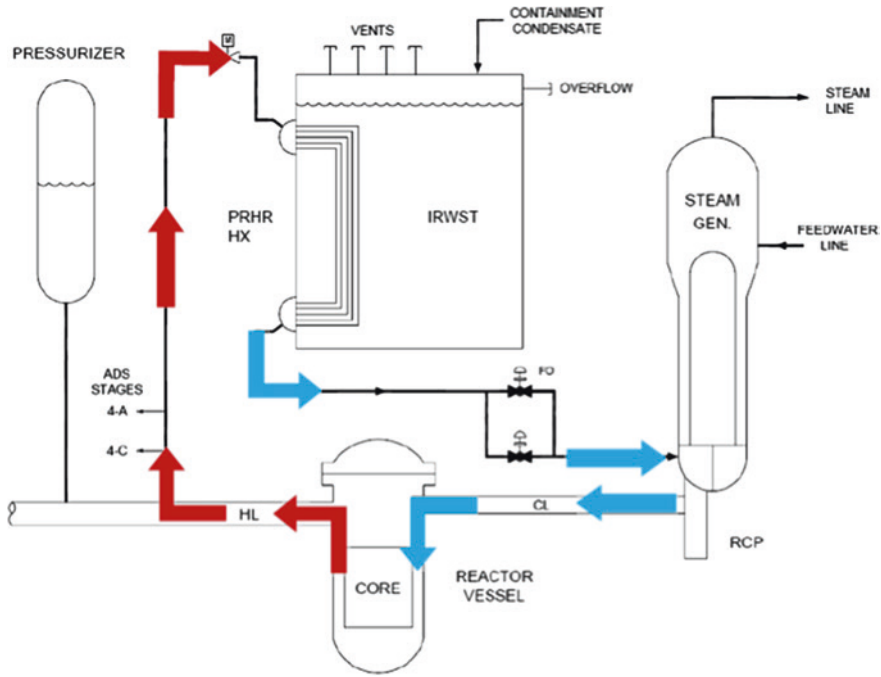 PRESSURIZER
M
VENTS
CONTAINMENT
CONDENSATE
OVERFLOW
STEAM
LINE
PRHR
HX
IRWST
STEAM
GEN.
FEEDWATER
LINE
ADS
STAGES
4-A
4-C
FO
HL
CL
CORE
REACTOR
VESSEL
RCP